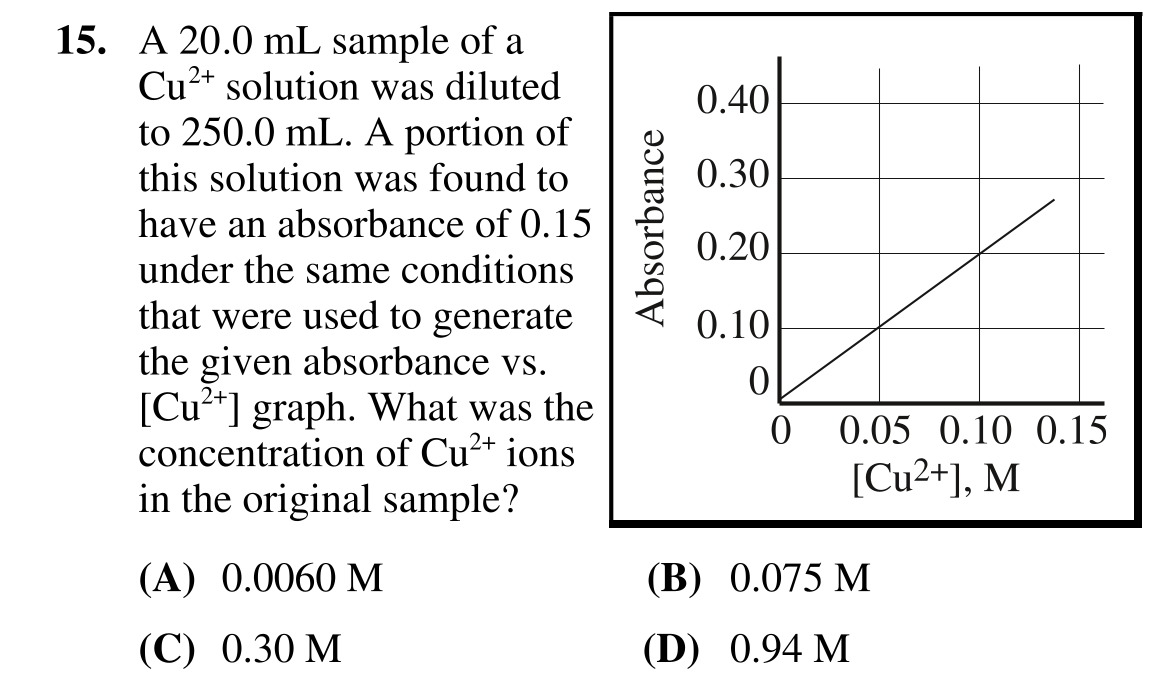 15. A 20.0 mL sample of a
Cu²⁺ solution was diluted
to 250.0 mL. A portion of
this solution was found to
have an absorbance of 0.15
under the same conditions
that were used to generate
the given absorbance vs.
[Cu²⁺] graph. What was the
concentration of Cu²⁺ ions
in the original sample?
Absorbance
0.40
0.30
0.20
0.10
0
0 0.05 0.10 0.15
[Cu2+], M
(A) 0.0060 M (B) 0.075 M
(C) 0.30 M (D) 0.94 M